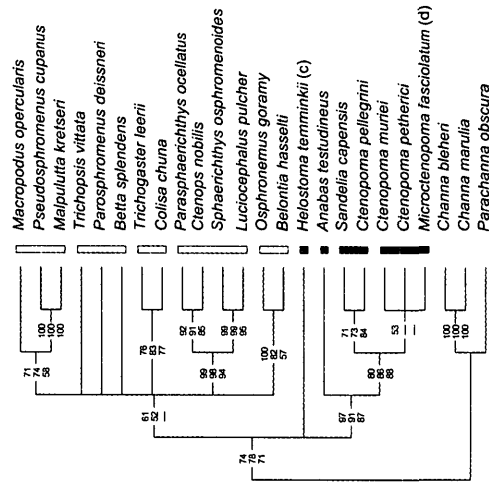 Macropodus opercularis
Pseudosphromenus cupanus
Malpulutta kretseri
Trichopsis vittata
Parosphromenus deissneri
Betta splendens
Trichogaster leerii
Colisa chuna
Parasphaerichthys ocellatus
Ctenops nobilis
Sphaerichthys osphromenoides
Luciocephalus pulcher
Osphronemus goramy
Belontia hasselti
Helostoma temminkii (c)
Anabas testudineus
Sandelia capensis
Ctenopoma pellegrini
Ctenopoma muriei
Ctenopoma petherici
Microctenopoma fasciolatum (d)
Channa bleheri
Channa marulia
Parachanna obscura
100
100
100
71
74
58
78
83
77
92
91
85
99
99
95
99
98
94
100
82
57
61
52
—
71
73
84
53
—
—
80
86
88
97
91
87
100
100
100
74
78
71